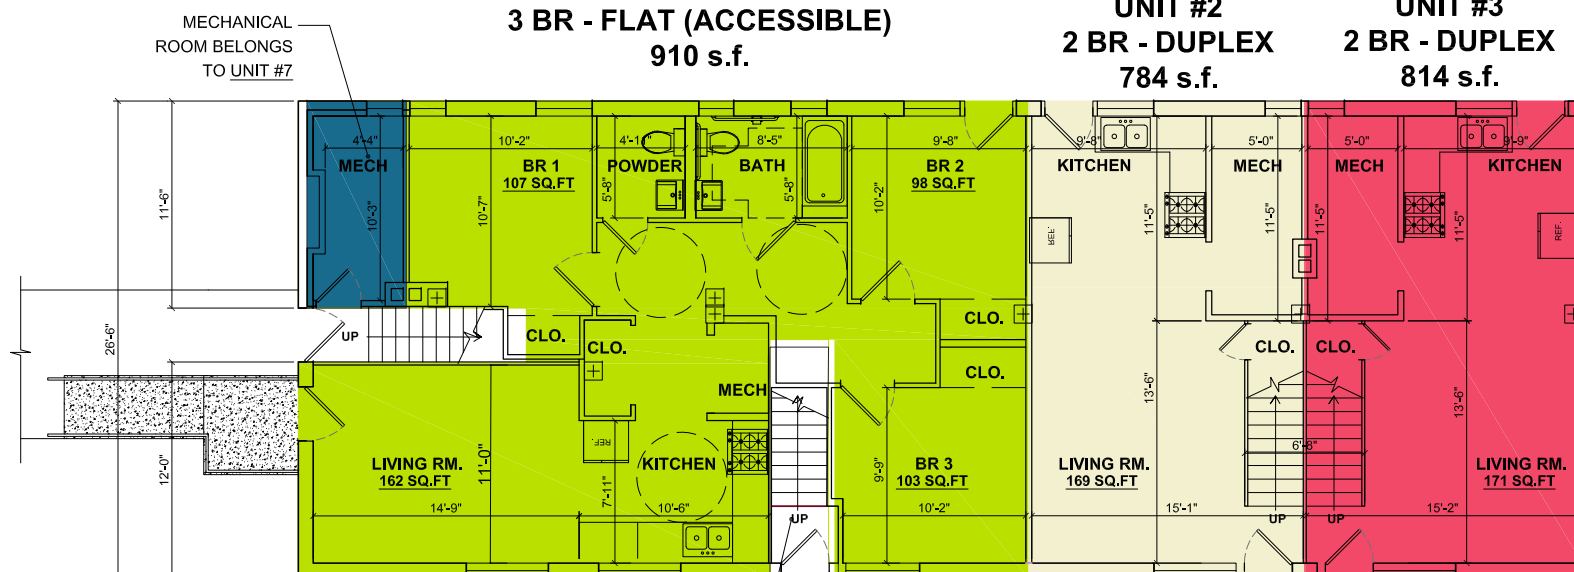 MECHANICAL
ROOM BELONGS
TO UNIT #7
3 BR - FLAT (ACCESSIBLE)
910 s.f.
UNIT #2
2 BR - DUPLEX
784 s.f.
UNIT #3
2 BR - DUPLEX
814 s.f.
4'-4"
10'-2"
8'-5"
9'-8"
9'-8"
5'-0"
5'-0"
9'-9"
MECH
BR 1
107 SQ.FT
POWDER
BATH
BR 2
98 SQ.FT
KITCHEN
MECH
MECH
KITCHEN
11'-6"
10'-3"
10'-7"
5'-8"
5'-8"
10'-2"
11'-5"
11'-5"
11'-5"
11'-5"
REF.
REF.
26'-6"
UP
CLO.
CLO.
CLO.
CLO.
CLO.
CLO.
MECH
13'-6"
13'-6"
12'-0"
LIVING RM.
162 SQ.FT
11'-0"
REF.
KITCHEN
7'-11"
BR 3
103 SQ.FT
9'-9"
LIVING RM.
169 SQ.FT
6'-8"
LIVING RM.
171 SQ.FT
14'-9"
10'-6"
UP
10'-2"
15'-1"
UP
UP
15'-2"